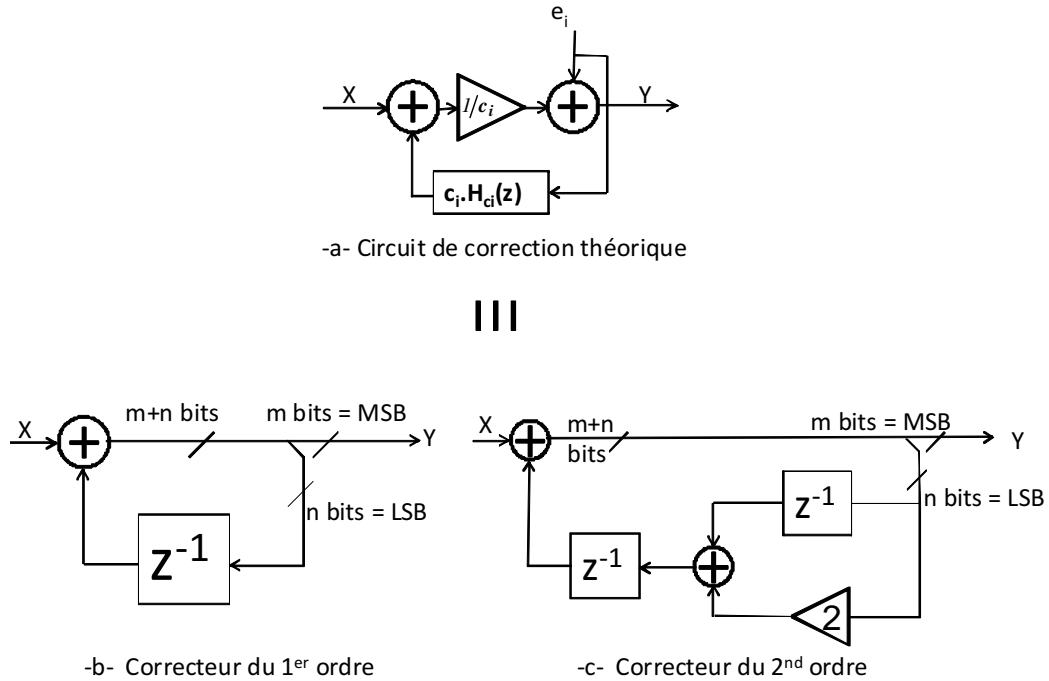 eᵢ
X
1/cᵢ
Y
cᵢ.H꜀ᵢ(z)
-a- Circuit de correction théorique
X
m+n bits
m bits = MSB
Y
n bits = LSB
z⁻¹
-b- Correcteur du 1ᵉʳ ordre
X
m+n
bits
m bits = MSB
Y
z⁻¹
n bits = LSB
z⁻¹
2
-c- Correcteur du 2ⁿᵈ ordre